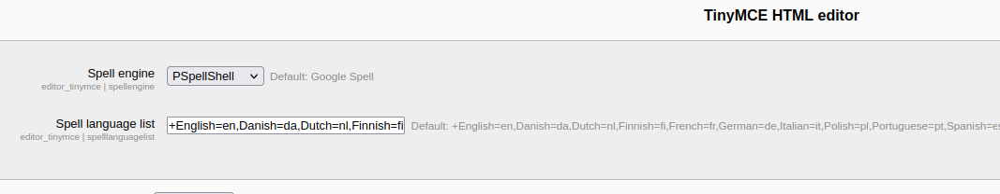 TinyMCE HTML editor
Spell engine
editor_tinymce | spellengine
PSpellShell
Default: Google Spell
Spell language list
editor_tinymce | spelllanguagelist
+English=en,Danish=da,Dutch=nl,Finnish=fi
Default: +English=en,Danish=da,Dutch=nl,Finnish=fi,French=fr,German=de,Italian=it,Polish=pl,Portuguese=pt,Spanish=es